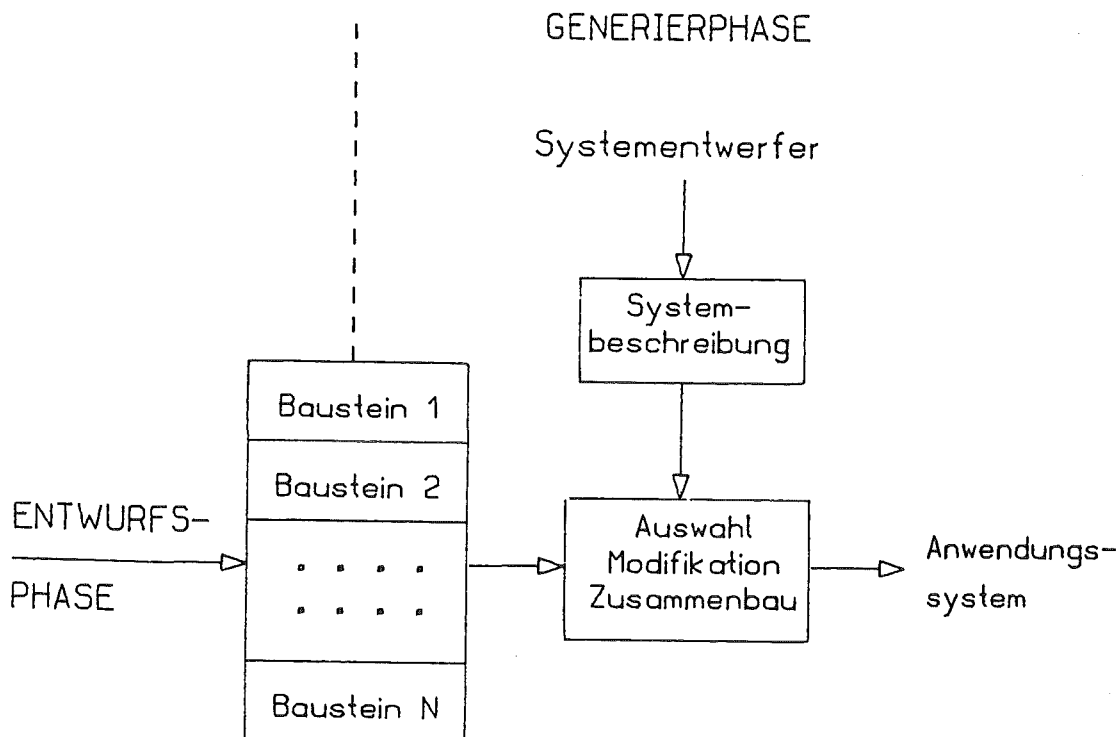 GENERIERPHASE
Systementwerfer
System-
beschreibung
Baustein 1
Baustein 2
ENTWURFS-
PHASE
Auswahl
Modifikation
Zusammenbau
Anwendungs-
system
Baustein N